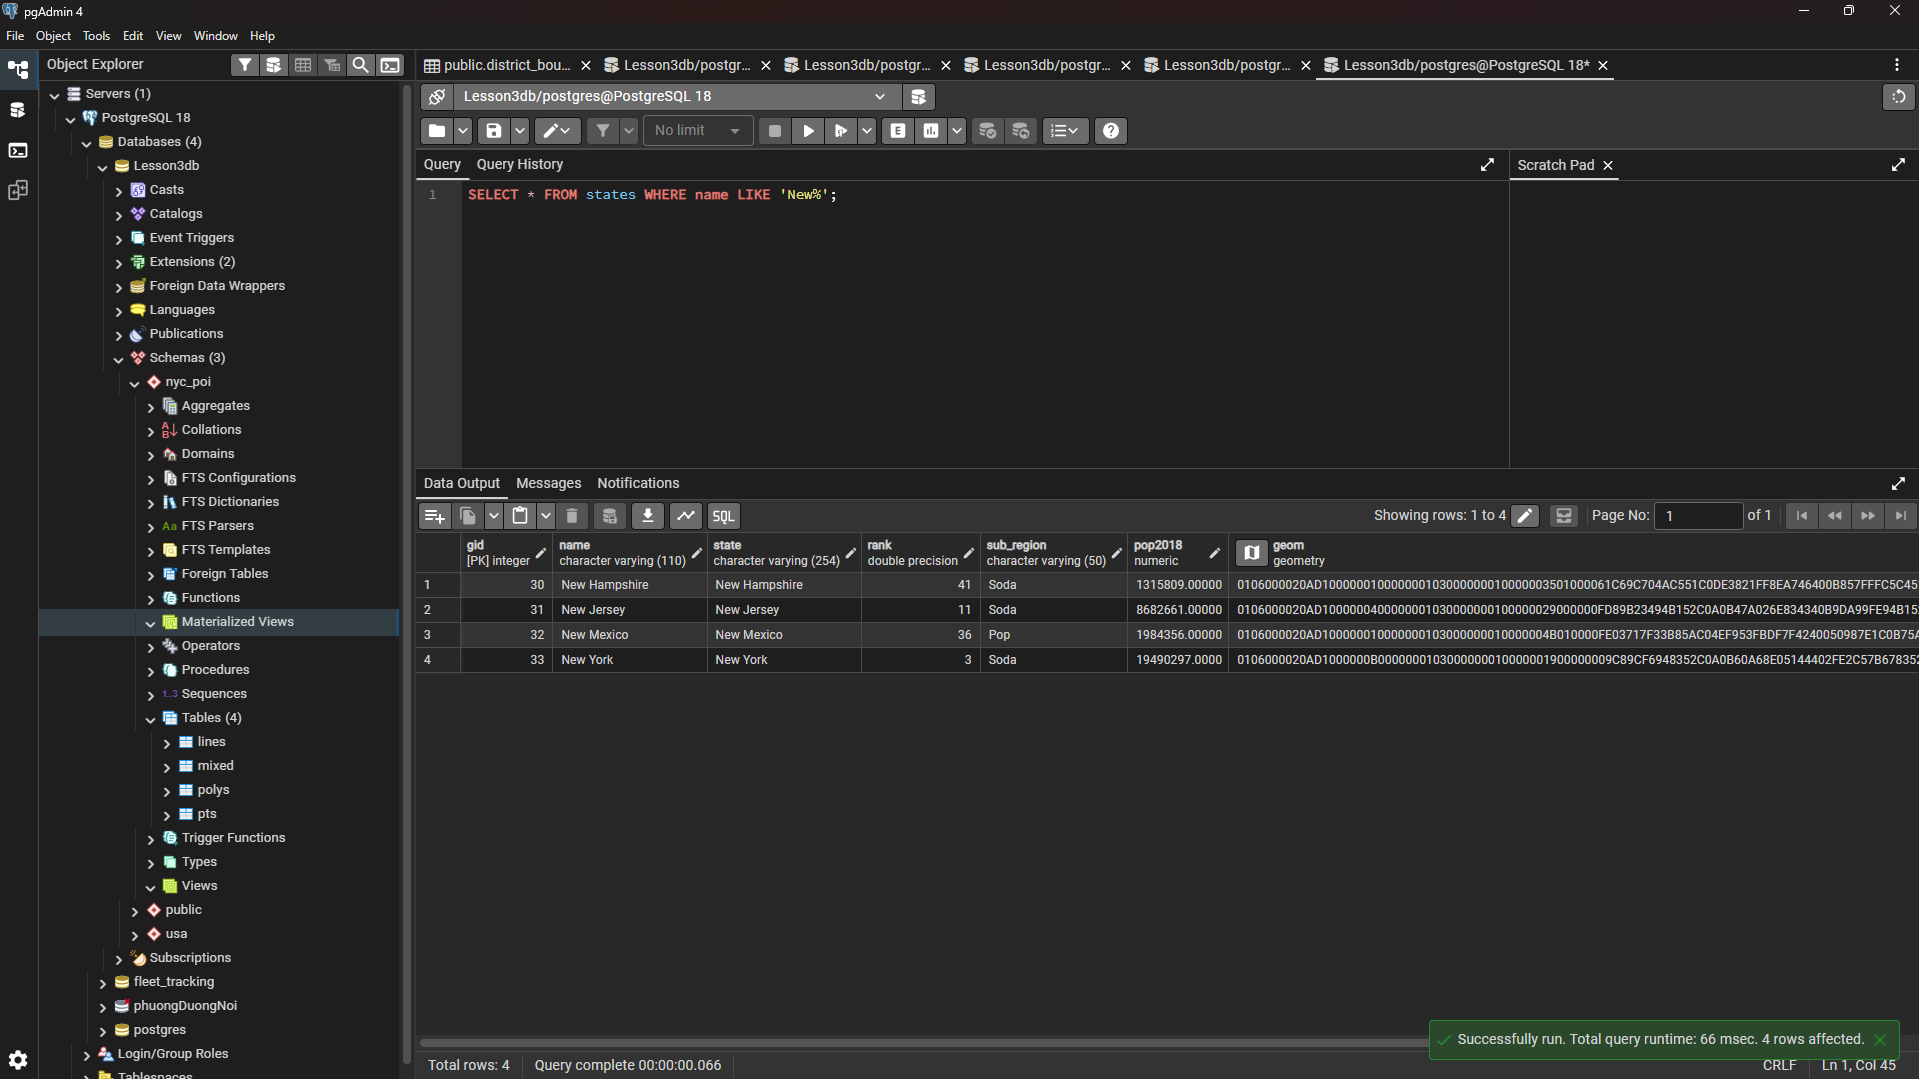 pgAdmin 4
File Object Tools Edit View Window Help
Object Explorer
public.district_bou... Lesson3db/postgr... Lesson3db/postgr... Lesson3db/postgr... Lesson3db/postgr... Lesson3db/postgres@PostgreSQL 18*
Servers (1)
PostgreSQL 18
Databases (4)
Lesson3db
Casts
Catalogs
Event Triggers
Extensions (2)
Foreign Data Wrappers
Languages
Publications
Schemas (3)
nyc_poi
Aggregates
Collations
Domains
FTS Configurations
FTS Dictionaries
FTS Parsers
FTS Templates
Foreign Tables
Functions
Materialized Views
Operators
Procedures
1..3 Sequences
Tables (4)
lines
mixed
polys
pts
Trigger Functions
Types
Views
public
usa
Subscriptions
fleet_tracking
phuongDuongNoi
postgres
Login/Group Roles
Tablespaces
Lesson3db/postgres@PostgreSQL 18
No limit
Query Query History
Scratch Pad
1 SELECT * FROM states WHERE name LIKE 'New%';
Data Output Messages Notifications
SQL
Showing rows: 1 to 4 Page No: 1 of 1
gid name state rank sub_region pop2018 geom
[PK] integer character varying (110) character varying (254) double precision character varying (50) numeric geometry
1 30 New Hampshire New Hampshire 41 Soda 1315809.00000 0106000020AD100000010000000103000000010000003501000061C69C704AC551C0DE3821FF8EA746400B857FFFC5C45
2 31 New Jersey New Jersey 11 Soda 8682661.00000 0106000020AD1000000400000001030000000100000029000000FD89B23494B152C0A0B47A026E834340B9DA99FE94B15
3 32 New Mexico New Mexico 36 Pop 1984356.00000 0106000020AD100000010000000103000000010000004B010000FE03717F33B85AC04EF953FBDF7F4240050987E1C0B75A
4 33 New York New York 3 Soda 19490297.0000 0106000020AD1000000B000000010300000001000000190000009C89CF6948352C0A0B60A68E05144402FE2C57B678352
Successfully run. Total query runtime: 66 msec. 4 rows affected.
Total rows: 4 Query complete 00:00:00.066 CRLF Ln 1, Col 45